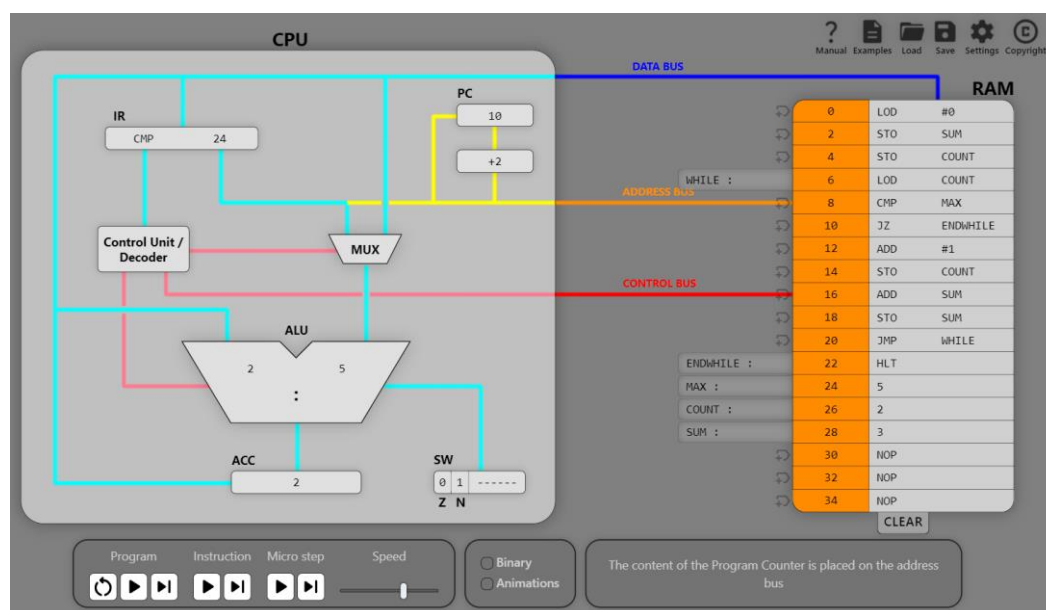 CPU
Manual Examples Load Save Settings Copyright
DATA BUS
RAM
PC
10
+2
IR
CMP 24
Control Unit /
Decoder
MUX
ADDRESS BUS
CONTROL BUS
ALU
2 5
:
ACC
2
SW
0 1 ------
Z N
0 LOD #0
2 STO SUM
4 STO COUNT
WHILE : 6 LOD COUNT
8 CMP MAX
10 JZ ENDWHILE
12 ADD #1
14 STO COUNT
16 ADD SUM
18 STO SUM
20 JMP WHILE
ENDWHILE : 22 HLT
MAX : 24 5
COUNT : 26 2
SUM : 28 3
30 NOP
32 NOP
34 NOP
CLEAR
Program Instruction Micro step Speed
Binary
Animations
The content of the Program Counter is placed on the address
bus